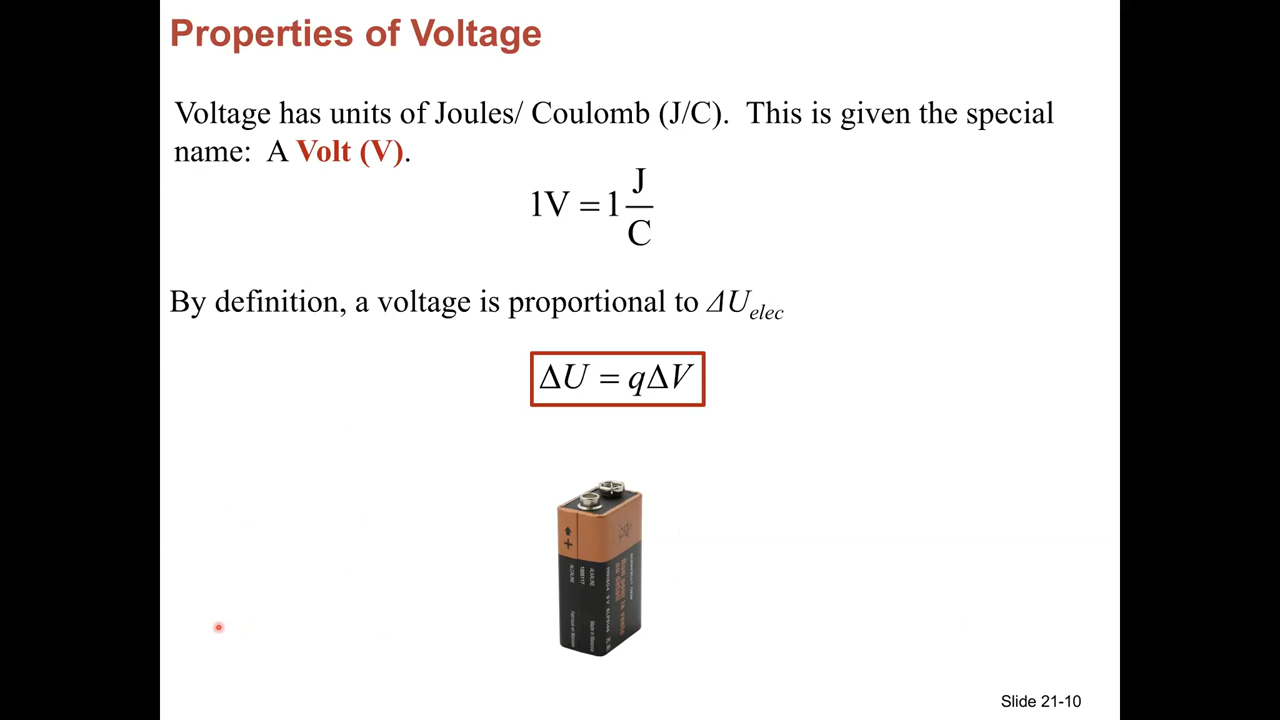 Properties of Voltage
Voltage has units of Joules/ Coulomb (J/C). This is given the special
name: A Volt (V).
1V = 1 J/C
By definition, a voltage is proportional to ΔU_elec
ΔU = qΔV
+
ALKALINE
Slide 21-10